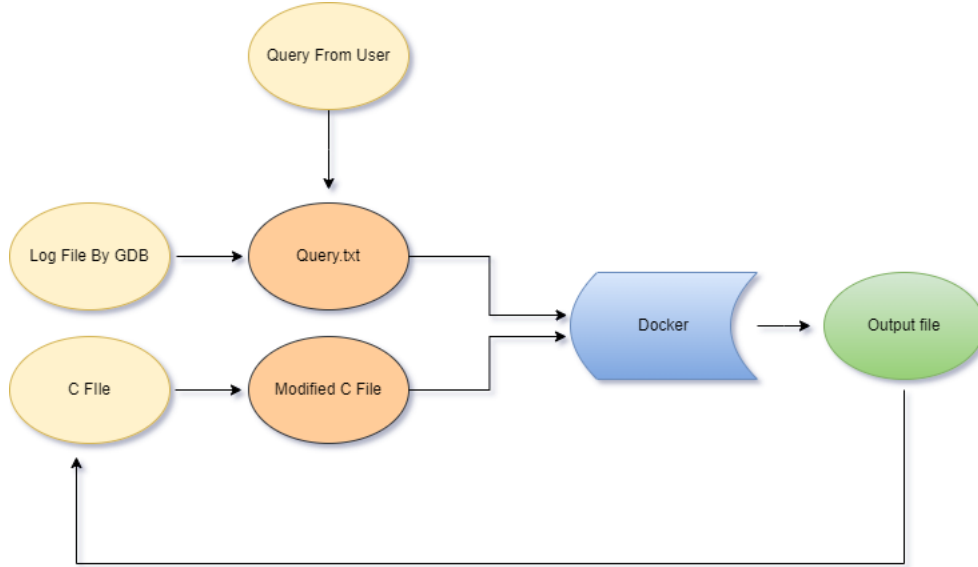 Query From User
Log File By GDB
Query.txt
Docker
Output file
C FIle
Modified C File